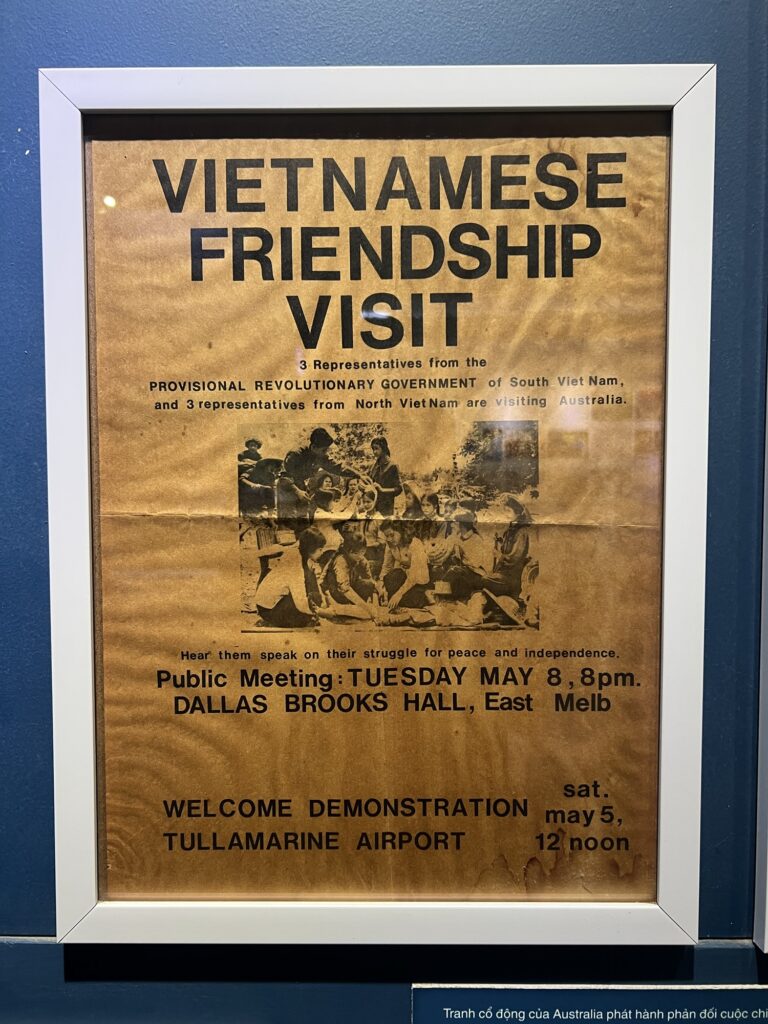 VIETNAMESE
FRIENDSHIP
VISIT
3 Representatives from the
PROVISIONAL REVOLUTIONARY GOVERNMENT of South Viet Nam,
and 3 representatives from North Viet Nam are visiting Australia.
Hear them speak on their struggle for peace and independence.
Public Meeting: TUESDAY MAY 8, 8pm.
DALLAS BROOKS HALL, East Melb
WELCOME DEMONSTRATION
TULLAMARINE AIRPORT
sat.
may 5,
12 noon
Tranh cổ động của Australia phát hành phản đối cuộc